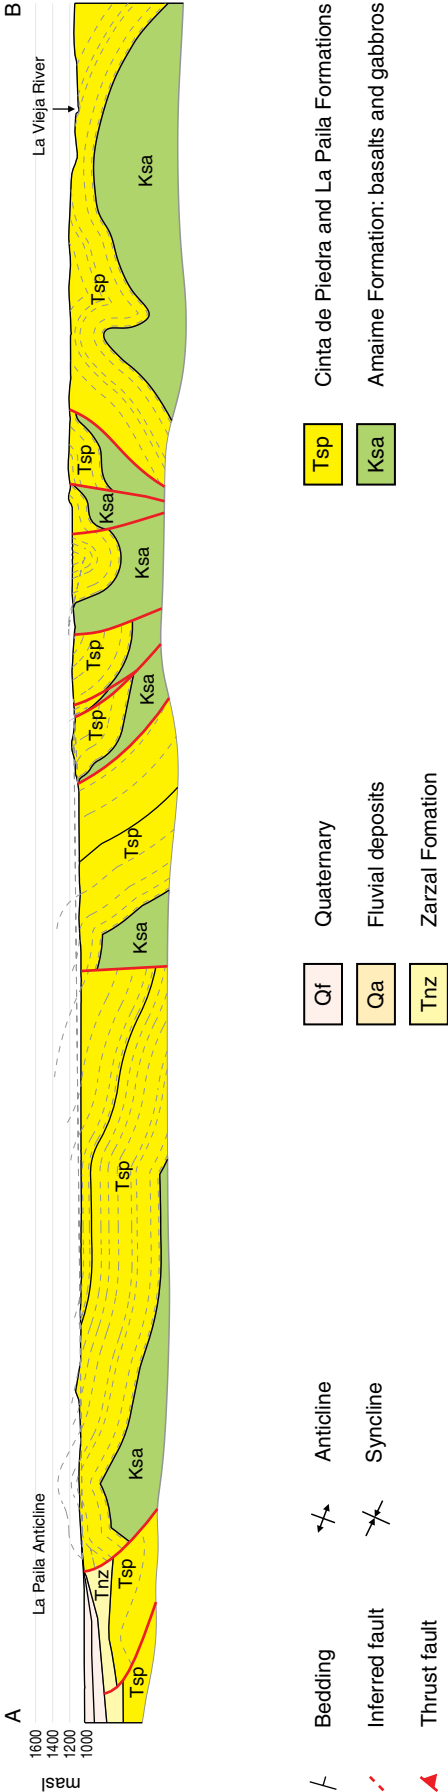 A
B
La Paila Anticline
La Vieja River
1600
1400
1200
1000
masl
Tnz
Tsp
Tsp
Ksa
Tsp
Ksa
Tsp
Tsp
Ksa
Tsp
Ksa
Ksa
Tsp
Tsp
Ksa
Bedding
Anticline
Qf
Quaternary
Tsp
Cinta de Piedra and La Paila Formations
Inferred fault
Syncline
Qa
Fluvial deposits
Ksa
Amaime Formation: basalts and gabbros
Thrust fault
Tnz
Zarzal Fomation